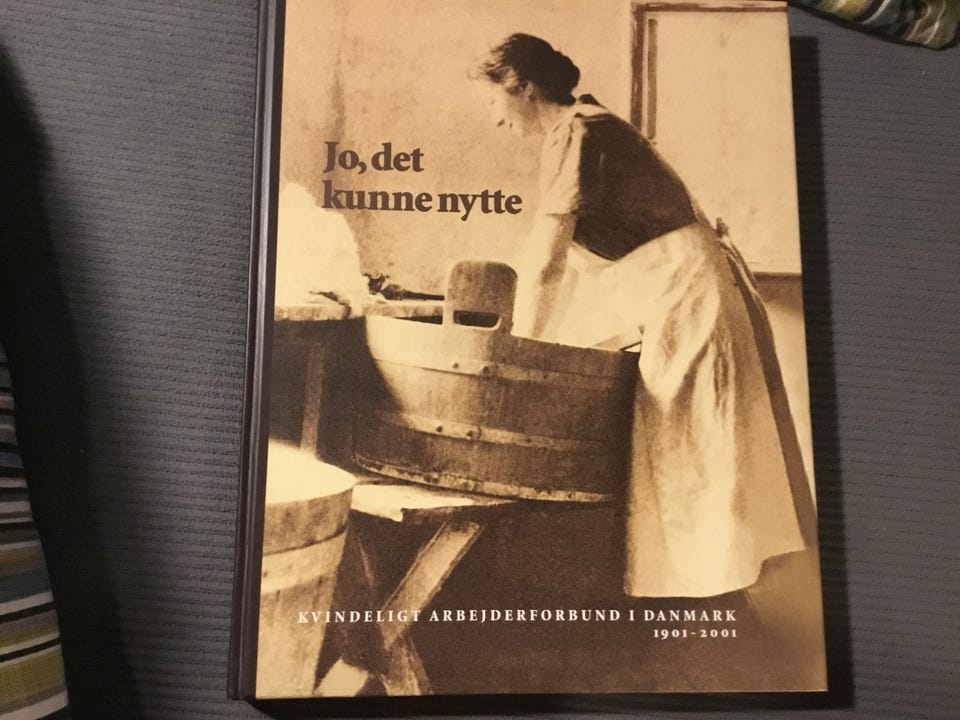 Jo, det
kunne nytte
KVINDELIGT ARBEJDERFORBUND I DANMARK
1901-2001